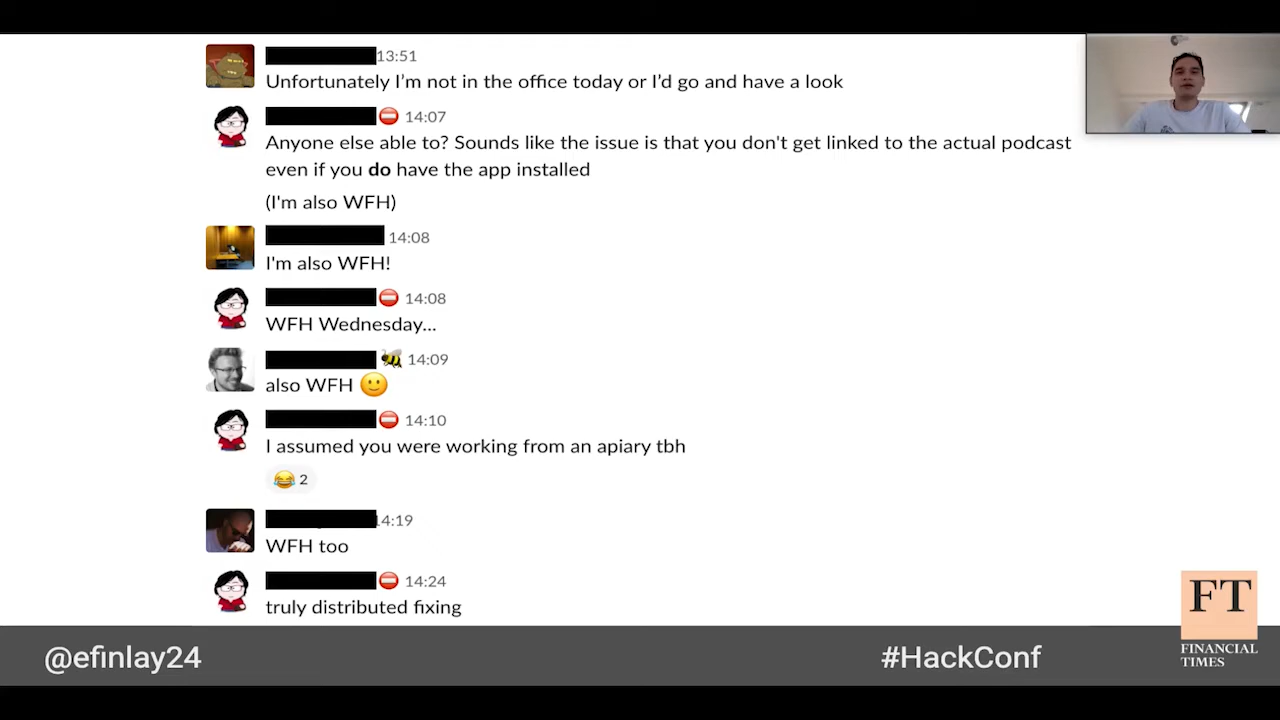 13:51
Unfortunately I'm not in the office today or I'd go and have a look
14:07
Anyone else able to? Sounds like the issue is that you don't get linked to the actual podcast
even if you do have the app installed
(I'm also WFH)
14:08
I'm also WFH!
14:08
WFH Wednesday...
14:09
also WFH 🙂
14:10
I assumed you were working from an apiary tbh
😂 2
14:19
WFH too
14:24
truly distributed fixing
@efinlay24
#HackConf
FT
FINANCIAL
TIMES